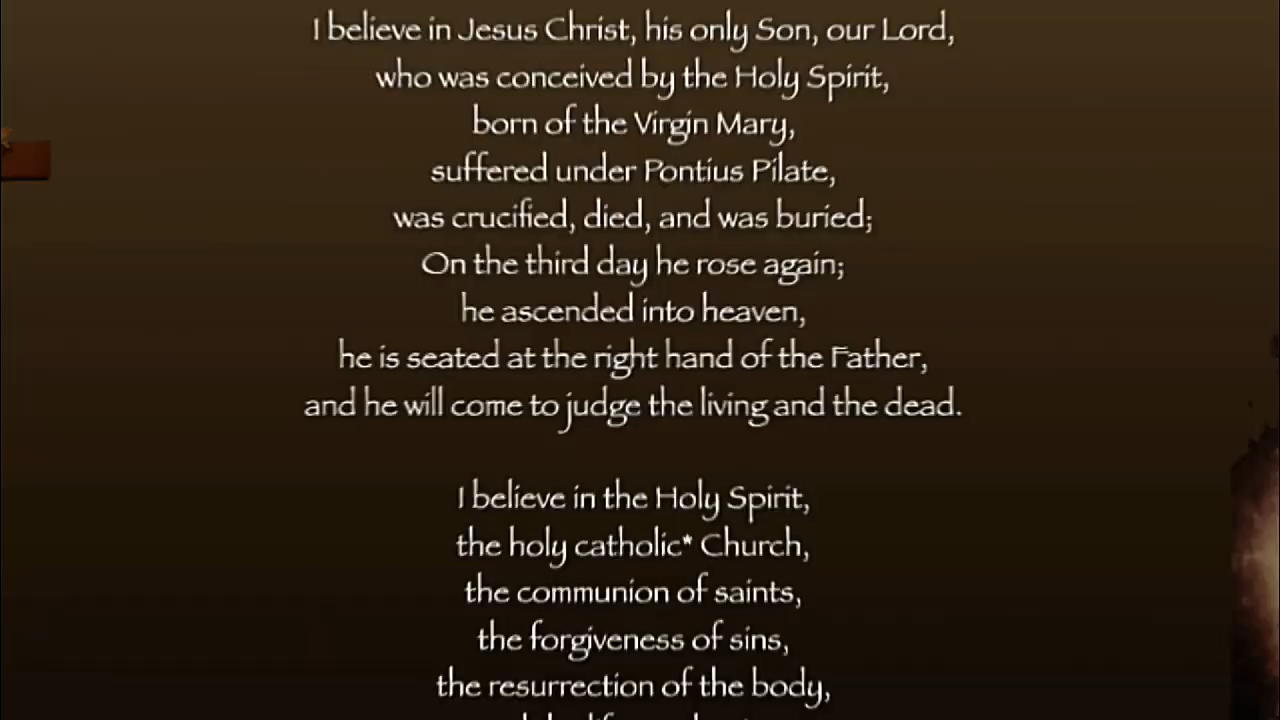 I believe in Jesus Christ, his only Son, our Lord,
who was conceived by the Holy Spirit,
born of the Virgin Mary,
suffered under Pontius Pilate,
was crucified, died, and was buried;
On the third day he rose again;
he ascended into heaven,
he is seated at the right hand of the Father,
and he will come to judge the living and the dead.
I believe in the Holy Spirit,
the holy catholic* Church,
the communion of saints,
the forgiveness of sins,
the resurrection of the body,